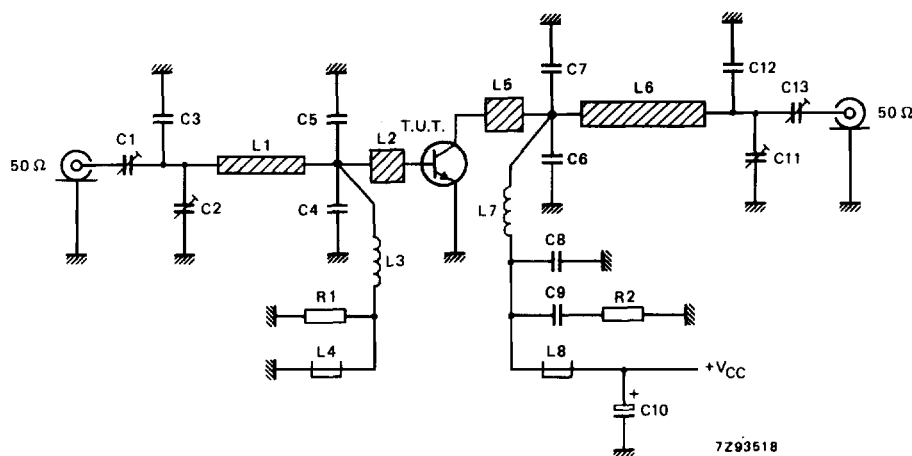 C7
C12
L5
L6
C13
50 Ω
C3
C5
T.U.T.
L2
C1
L1
50 Ω
C6
C11
C2
C4
L7
L3
C8
C9
R2
R1
L4
L8
+VCC
+
C10
7Z93518